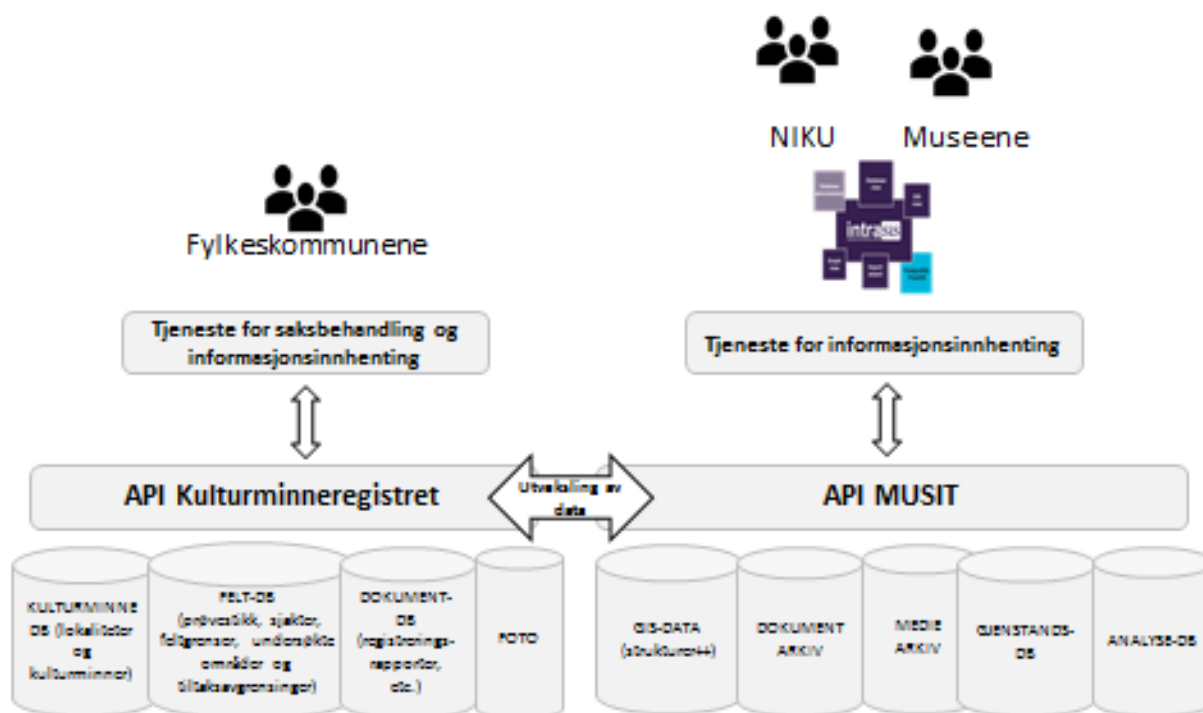 NIKU
Museene
intrasis
Fylkeskommunene
Tjeneste for saksbehandling og
informasjonsinnhenting
Tjeneste for informasjonsinnhenting
API Kulturminneregistret
Utveksling av
data
API MUSIT
KULTURMINNE
DB (lokaliteter
og
kulturminner)
FELT-DB
(prøvestikk, sjakter,
feltgrenser, undersøkte
områder og
tiltaksavgrensinger)
DOKUMENT-
DB
(registrerings-
rapporter,
etc.)
FOTO
GIS-DATA
(strukturer++)
DOKUMENT
ARKIV
MEDIE
ARKIV
GJENSTANDS-
DB
ANALYSE-DB